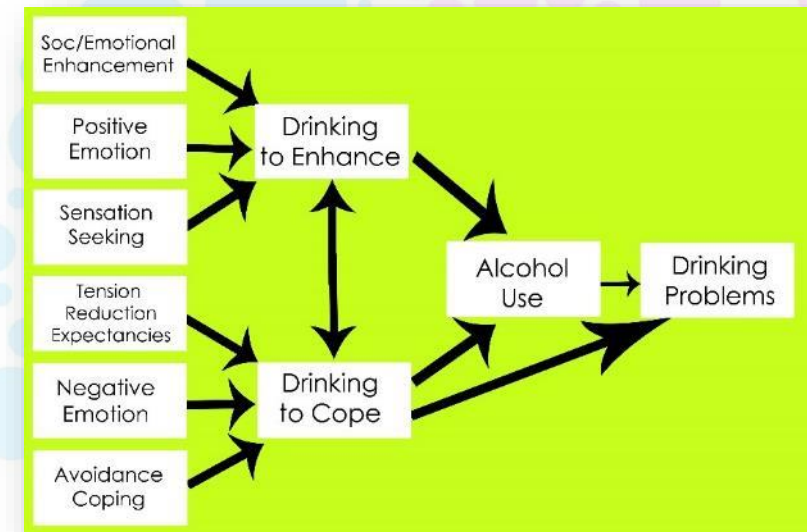 Soc/Emotional
Enhancement
Positive
Emotion
Sensation
Seeking
Tension
Reduction
Expectancies
Negative
Emotion
Avoidance
Coping
Drinking
to Enhance
Drinking
to Cope
Alcohol
Use
Drinking
Problems